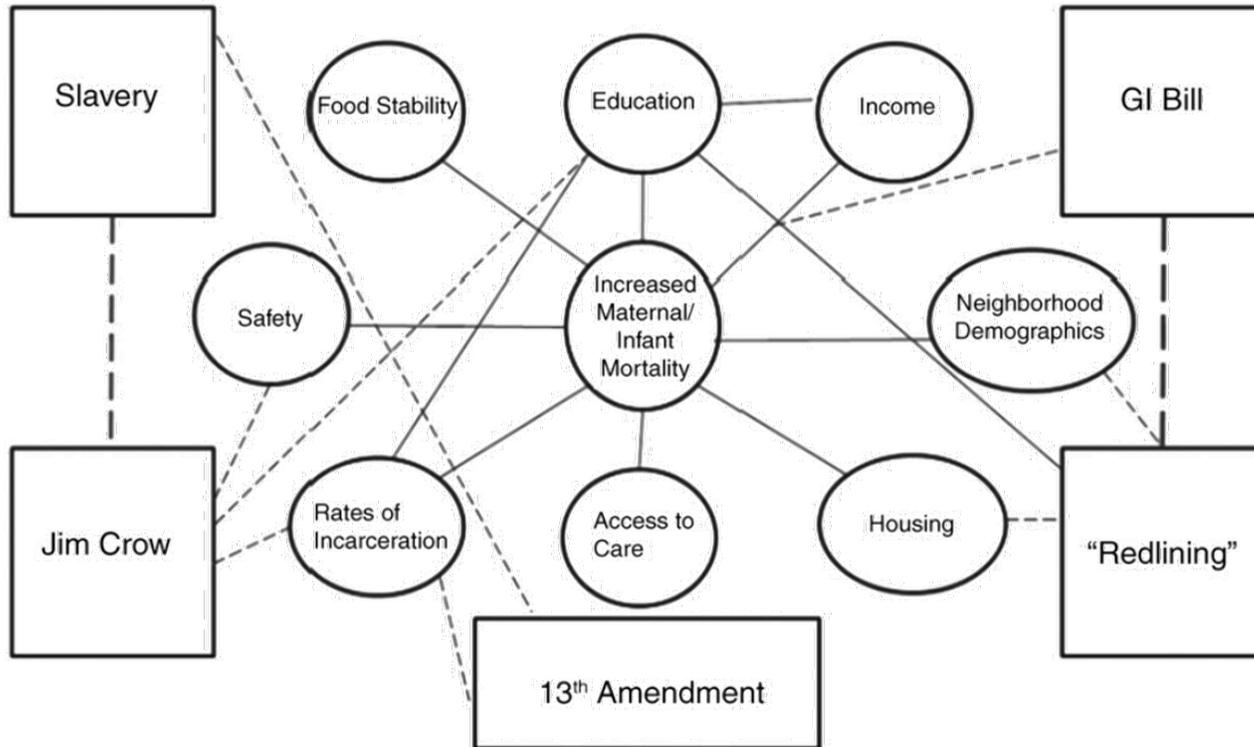 Slavery
Food Stability
Education
Income
GI Bill
Safety
Increased
Maternal/
Infant
Mortality
Neighborhood
Demographics
Jim Crow
Rates of
Incarceration
Access to
Care
Housing
“Redlining”
13th Amendment